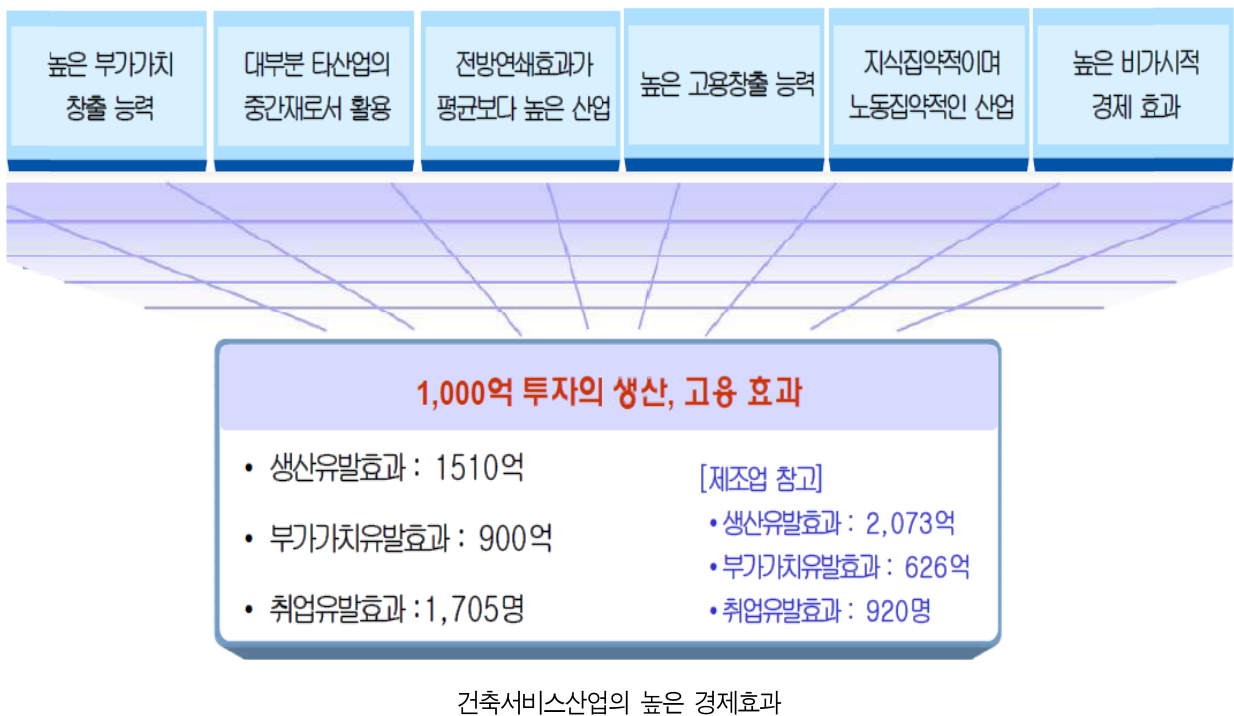 높은 부가가치
창출 능력
대부분 타산업의
중간재로서 활용
전방연쇄효과가
평균보다 높은 산업
높은 고용창출 능력
지식집약적이며
노동집약적인 산업
높은 비가시적
경제 효과
1,000억 투자의 생산, 고용 효과
• 생산유발효과 : 1510억
• 부가가치유발효과 : 900억
• 취업유발효과 :1,705명
[제조업 참고]
• 생산유발효과 : 2,073억
• 부가가치유발효과 : 626억
• 취업유발효과 : 920명
건축서비스산업의 높은 경제효과